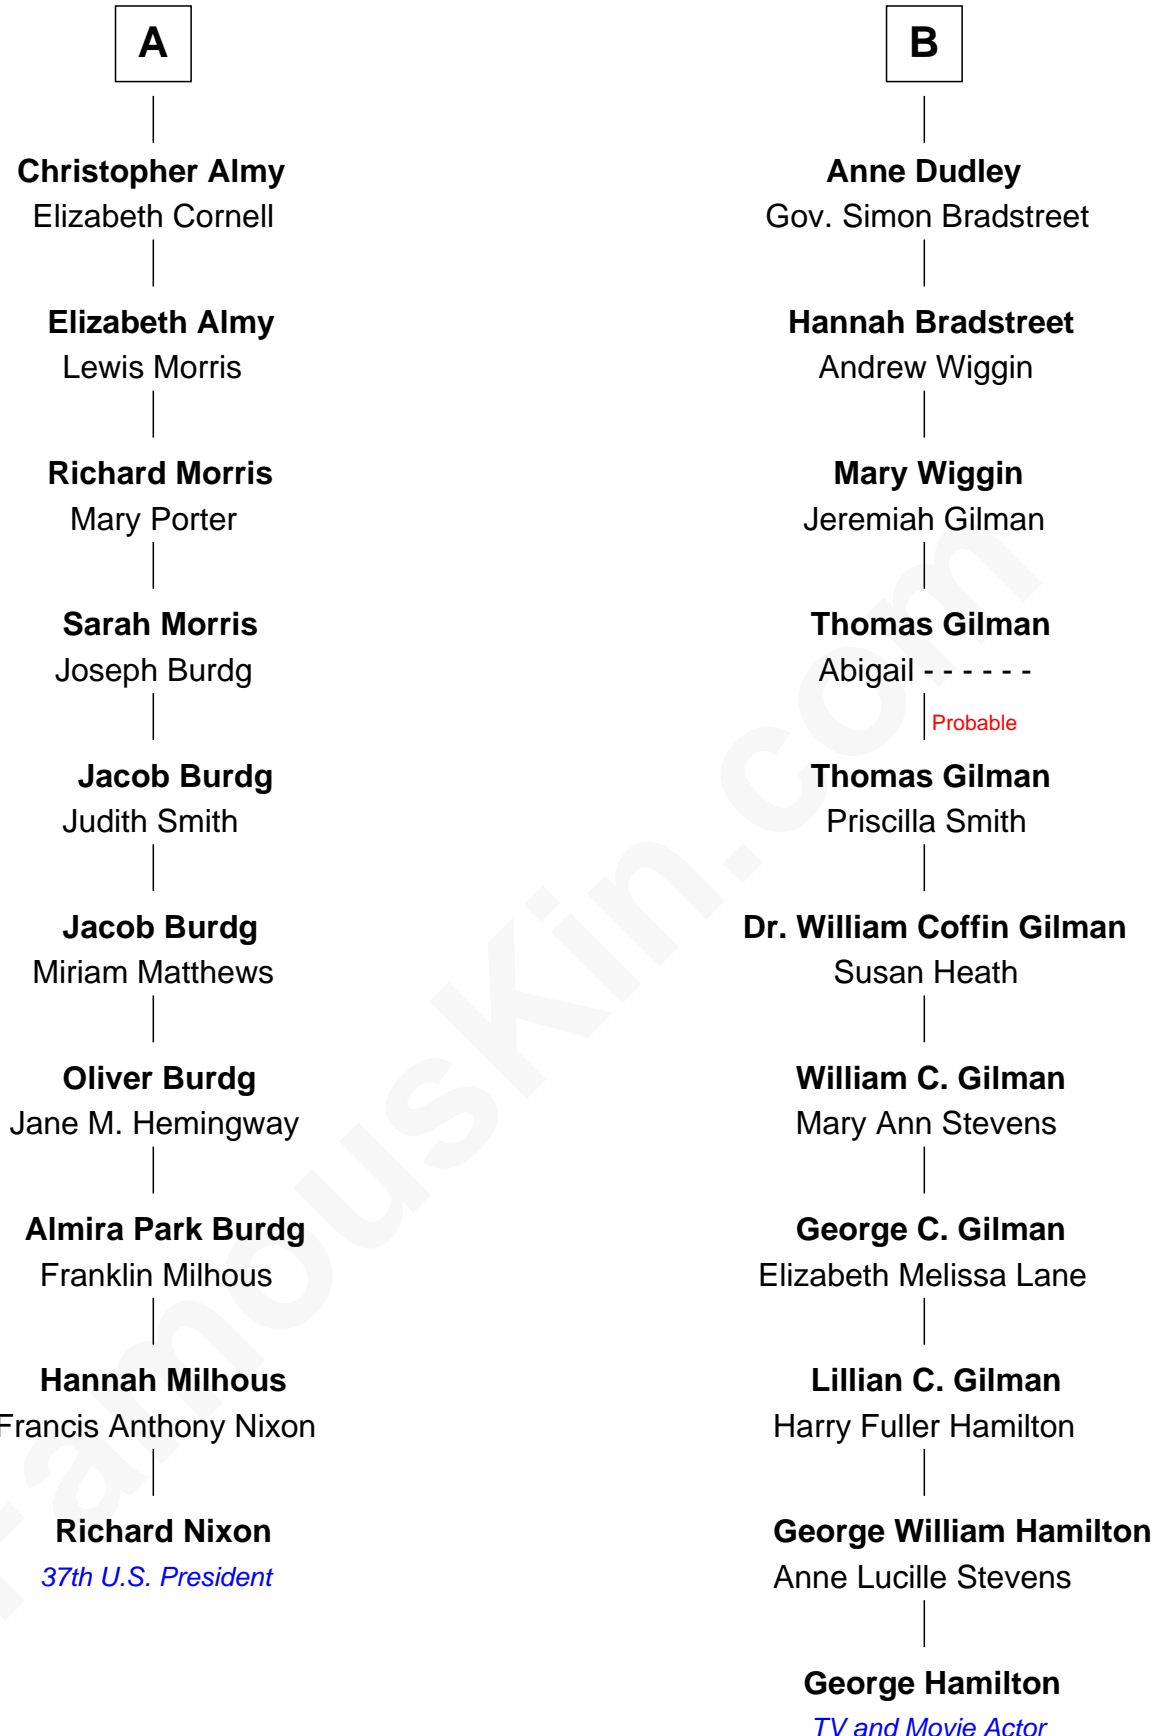 A
Christopher Almy
Elizabeth Cornell
Elizabeth Almy
Lewis Morris
Richard Morris
Mary Porter
Sarah Morris
Joseph Burdg
Jacob Burdg
Judith Smith
Jacob Burdg
Miriam Matthews
Oliver Burdg
Jane M. Hemingway
Almira Park Burdg
Franklin Milhous
Hannah Milhous
Francis Anthony Nixon
Richard Nixon
37th U.S. President
B
Anne Dudley
Gov. Simon Bradstreet
Hannah Bradstreet
Andrew Wiggin
Mary Wiggin
Jeremiah Gilman
Thomas Gilman
Abigail - - - - - -
Probable
Thomas Gilman
Priscilla Smith
Dr. William Coffin Gilman
Susan Heath
William C. Gilman
Mary Ann Stevens
George C. Gilman
Elizabeth Melissa Lane
Lillian C. Gilman
Harry Fuller Hamilton
George William Hamilton
Anne Lucille Stevens
George Hamilton
TV and Movie Actor
FamousKin.com